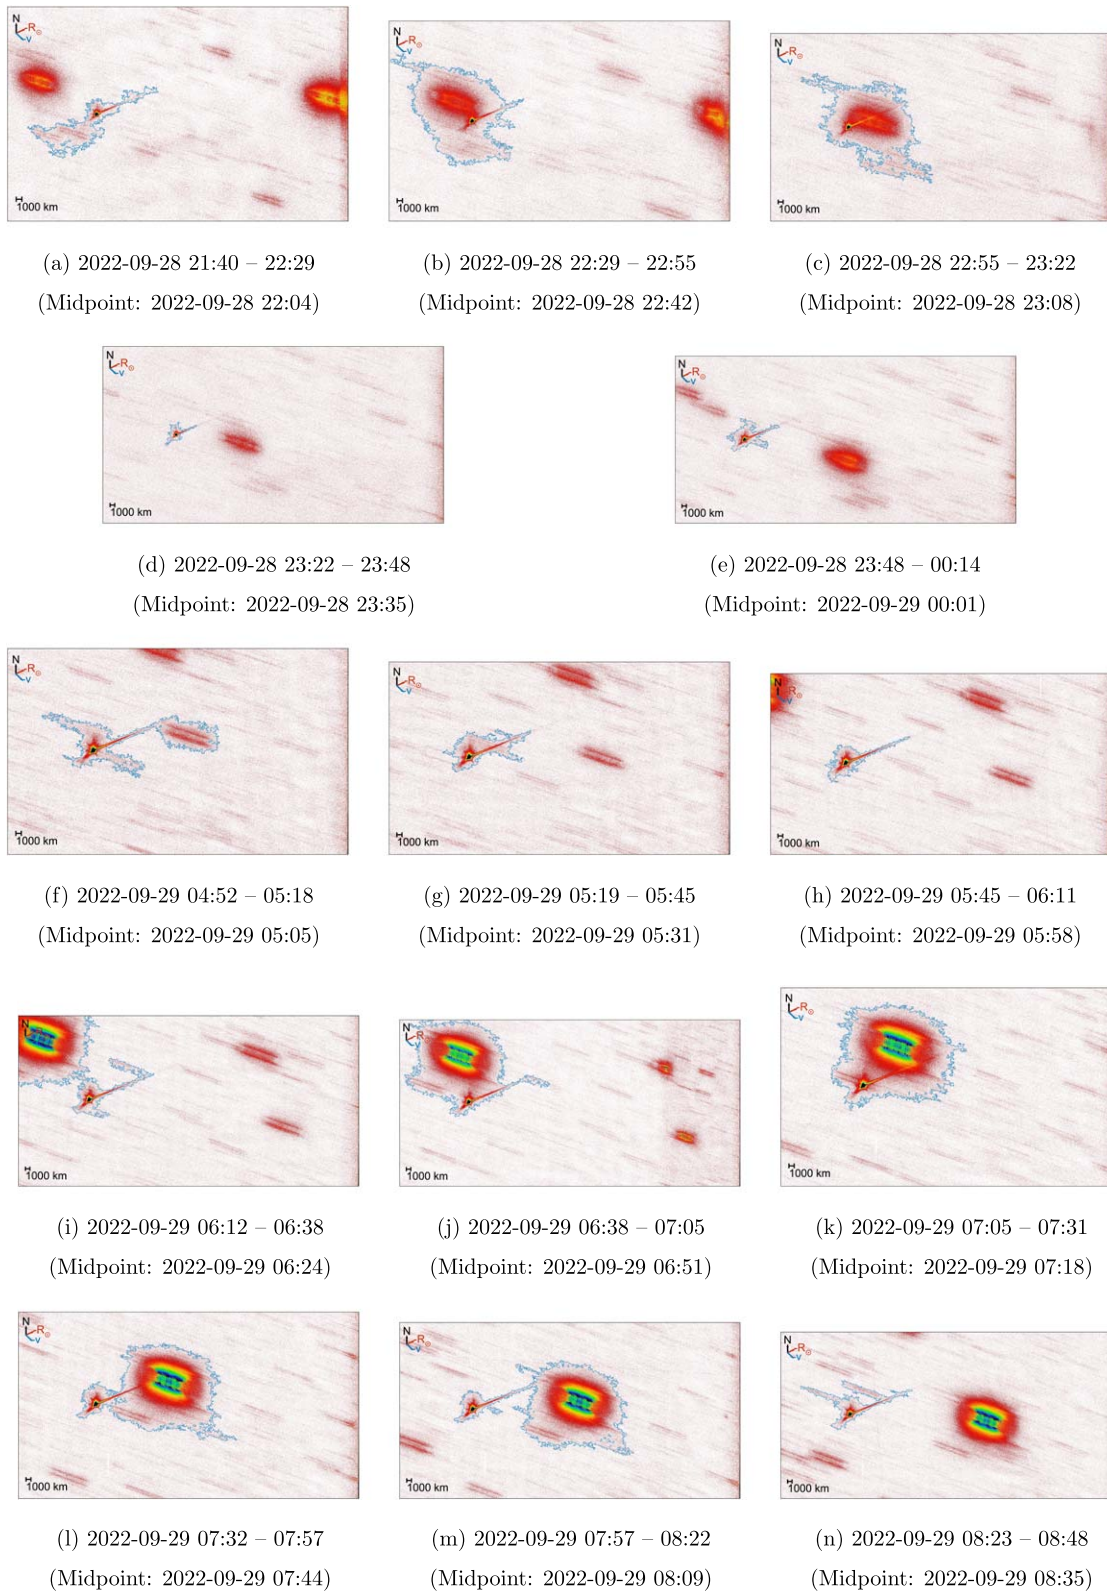 N
R☉
v
1000 km
N
R☉
v
1000 km
N
R☉
v
1000 km
(a) 2022-09-28 21:40 – 22:29
(Midpoint: 2022-09-28 22:04)
(b) 2022-09-28 22:29 – 22:55
(Midpoint: 2022-09-28 22:42)
(c) 2022-09-28 22:55 – 23:22
(Midpoint: 2022-09-28 23:08)
N
R☉
v
1000 km
N
R☉
v
1000 km
(d) 2022-09-28 23:22 – 23:48
(Midpoint: 2022-09-28 23:35)
(e) 2022-09-28 23:48 – 00:14
(Midpoint: 2022-09-29 00:01)
N
R☉
v
1000 km
N
R☉
v
1000 km
N
R☉
v
1000 km
(f) 2022-09-29 04:52 – 05:18
(Midpoint: 2022-09-29 05:05)
(g) 2022-09-29 05:19 – 05:45
(Midpoint: 2022-09-29 05:31)
(h) 2022-09-29 05:45 – 06:11
(Midpoint: 2022-09-29 05:58)
N
R☉
v
1000 km
N
R☉
v
1000 km
N
R☉
v
1000 km
(i) 2022-09-29 06:12 – 06:38
(Midpoint: 2022-09-29 06:24)
(j) 2022-09-29 06:38 – 07:05
(Midpoint: 2022-09-29 06:51)
(k) 2022-09-29 07:05 – 07:31
(Midpoint: 2022-09-29 07:18)
N
R☉
v
1000 km
N
R☉
v
1000 km
N
R☉
v
1000 km
(l) 2022-09-29 07:32 – 07:57
(Midpoint: 2022-09-29 07:44)
(m) 2022-09-29 07:57 – 08:22
(Midpoint: 2022-09-29 08:09)
(n) 2022-09-29 08:23 – 08:48
(Midpoint: 2022-09-29 08:35)